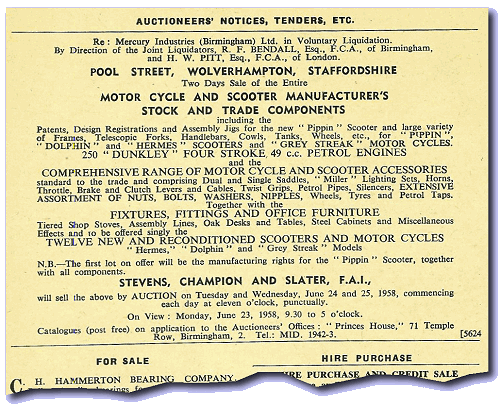 AUCTIONEERS' NOTICES, TENDERS, ETC.
Re: Mercury Industries (Birmingham) Ltd. in Voluntary Liquidation.
By Direction of the Joint Liquidators, R. F. BENDALL, Esq., F.C.A., of Birmingham,
and H. W. PITT, Esq., F.C.A., of London.
POOL STREET, WOLVERHAMPTON, STAFFORDSHIRE
Two Days Sale of the Entire
MOTOR CYCLE AND SCOOTER MANUFACTURER'S
STOCK AND TRADE COMPONENTS
including the
Patents, Design Registrations and Assembly Jigs for the new "Pippin" Scooter and large variety
of Frames, Telescopic Forks, Handlebars, Cowls, Tanks, Wheels, etc., for "PIPPIN",
"DOLPHIN" and "HERMES" SCOOTERS and "GREY STREAK" MOTOR CYCLES.
250 "DUNKLEY" FOUR STROKE, 49 c.c. PETROL ENGINES
and the
COMPREHENSIVE RANGE OF MOTOR CYCLE AND SCOOTER ACCESSORIES
standard to the trade and comprising Dual and Single Saddles, "Miller" Lighting Sets, Horns,
Throttle, Brake and Clutch Levers and Cables, Twist Grips, Petrol Pipes, Silencers, EXTENSIVE
ASSORTMENT OF NUTS, BOLTS, WASHERS, NIPPLES, Wheels, Tyres and Petrol Taps.
Together with the
FIXTURES, FITTINGS AND OFFICE FURNITURE
Tiered Shop Stoves, Assembly Lines, Oak Desks and Tables, Steel Cabinets and Miscellaneous
Effects and to be offered singly the
TWELVE NEW AND RECONDITIONED SCOOTERS AND MOTOR CYCLES
"Hermes," "Dolphin" and "Grey Streak" Models
N.B.—The first lot on offer will be the manufacturing rights for the "Pippin" Scooter, together
with all components.
STEVENS, CHAMPION AND SLATER, F.A.I.,
will sell the above by AUCTION on Tuesday and Wednesday, June 24 and 25, 1958, commencing
each day at eleven o'clock, punctually.
On View: Monday, June 23, 1958, 9.30 to 5 o'clock.
Catalogues (post free) on application to the Auctioneers' Offices: "Princes House," 71 Temple
Row, Birmingham, 2. Tel.: MID. 1942-3. [5624
FOR SALE
C. H. HAMMERTON BEARING COMPANY,
HIRE PURCHASE
HIRE PURCHASE AND CREDIT SALE